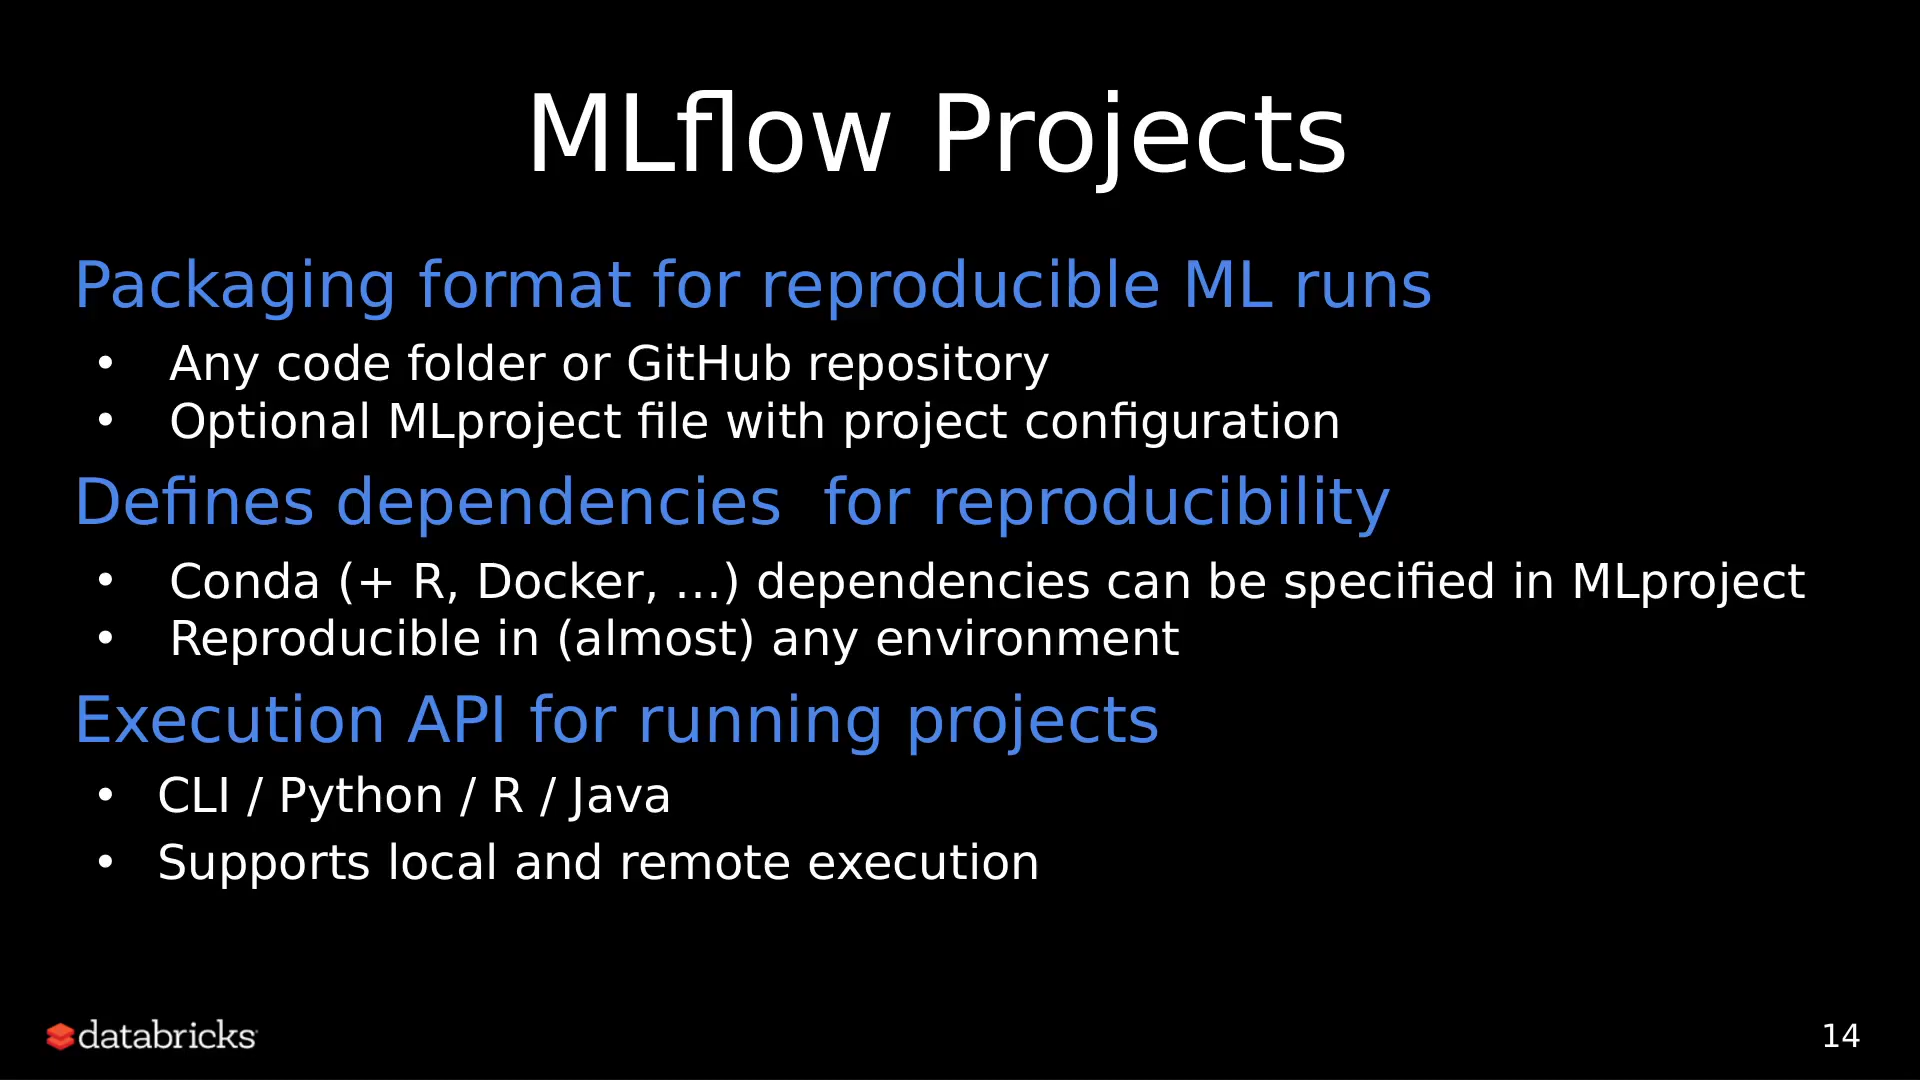 MLflow Projects
Packaging format for reproducible ML runs
• Any code folder or GitHub repository
• Optional MLproject file with project configuration
Defines dependencies  for reproducibility
• Conda (+ R, Docker, …) dependencies can be specified in MLproject
• Reproducible in (almost) any environment
Execution API for running projects
• CLI / Python / R / Java
• Supports local and remote execution
databricks
14